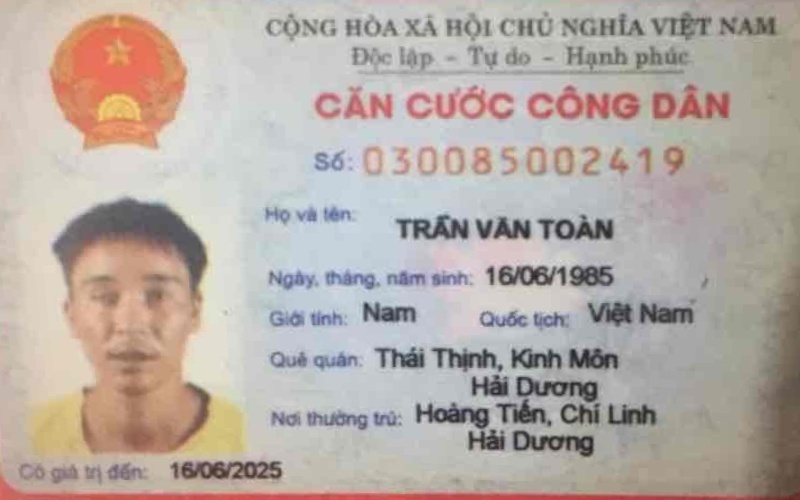 CỘNG HÒA XÃ HỘI CHỦ NGHĨA VIỆT NAM
Độc lập - Tự do - Hạnh phúc
CĂN CƯỚC CÔNG DÂN
Số: 030085002419
Họ và tên: TRẦN VĂN TOÀN
Ngày, tháng, năm sinh: 16/06/1985
Giới tính: Nam Quốc tịch: Việt Nam
Quê quán: Thái Thịnh, Kinh Môn
Hải Dương
Nơi thường trú: Hoàng Tiến, Chí Linh
Hải Dương
Có giá trị đến: 16/06/2025